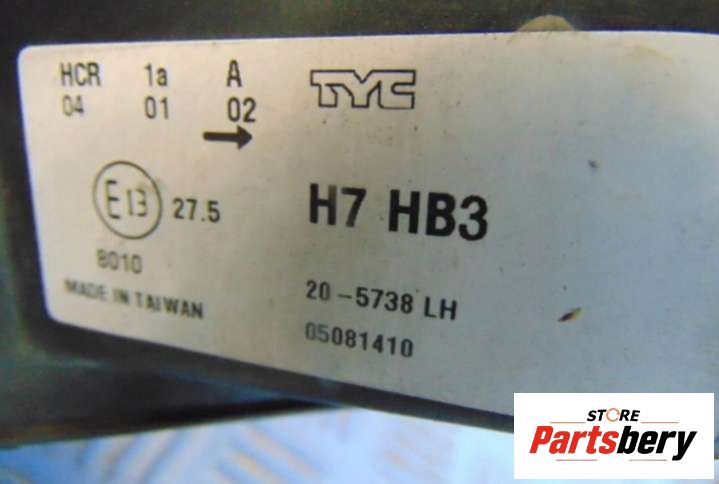 HCR 1a A
04 01 02
TYC
E13 27.5
H7 HB3
8010
MADE IN TAIWAN
20-5738 LH
05081410
STORE
Partsbery